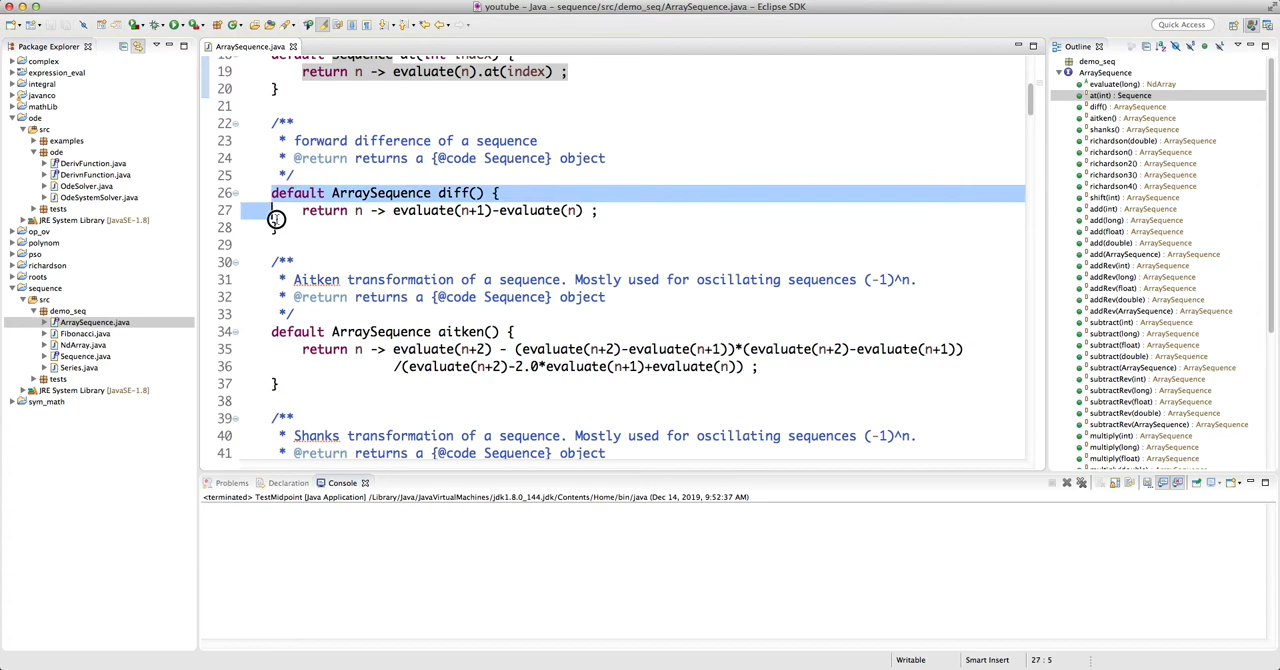 youtube - Java - sequence/src/demo_seq/ArraySequence.java - Eclipse SDK
Quick Access
Package Explorer
complex
expression_eval
integral
javanco
mathLib
ode
src
examples
ode
DerivFunction.java
DerivnFunction.java
OdeSolver.java
OdeSystemSolver.java
tests
JRE System Library [JavaSE-1.8]
op_ov
polynom
pso
richardson
roots
sequence
src
demo_seq
ArraySequence.java
Fibonacci.java
NdArray.java
Sequence.java
Series.java
tests
JRE System Library [JavaSE-1.8]
sym_math
ArraySequence.java
18 default Sequence at(int index) {
19 return n -> evaluate(n).at(index) ;
20 }
21
22 /**
23 * forward difference of a sequence
24 * @return returns a {@code Sequence} object
25 */
26 default ArraySequence diff() {
27 return n -> evaluate(n+1)-evaluate(n) ;
28 }
29
30 /**
31 * Aitken transformation of a sequence. Mostly used for oscillating sequences (-1)^n.
32 * @return returns a {@code Sequence} object
33 */
34 default ArraySequence aitken() {
35 return n -> evaluate(n+2) - (evaluate(n+2)-evaluate(n+1))*(evaluate(n+2)-evaluate(n+1))
36 /(evaluate(n+2)-2.0*evaluate(n+1)+evaluate(n)) ;
37 }
38
39 /**
40 * Shanks transformation of a sequence. Mostly used for oscillating sequences (-1)^n.
41 * @return returns a {@code Sequence} object
Outline
demo_seq
ArraySequence
evaluate(long) : NdArray
at(int) : Sequence
diff() : ArraySequence
aitken() : ArraySequence
shanks() : ArraySequence
richardson(double) : ArraySequence
richardson() : ArraySequence
richardson2() : ArraySequence
richardson3() : ArraySequence
richardson4() : ArraySequence
shift(int) : ArraySequence
add(int) : ArraySequence
add(long) : ArraySequence
add(float) : ArraySequence
add(double) : ArraySequence
add(ArraySequence) : ArraySequence
addRev(int) : ArraySequence
addRev(long) : ArraySequence
addRev(float) : ArraySequence
addRev(double) : ArraySequence
addRev(ArraySequence) : ArraySequence
subtract(int) : ArraySequence
subtract(long) : ArraySequence
subtract(float) : ArraySequence
subtract(double) : ArraySequence
subtract(ArraySequence) : ArraySequence
subtractRev(int) : ArraySequence
subtractRev(long) : ArraySequence
subtractRev(float) : ArraySequence
subtractRev(double) : ArraySequence
subtractRev(ArraySequence) : ArraySequence
multiply(int) : ArraySequence
multiply(long) : ArraySequence
multiply(float) : ArraySequence
Problems Declaration Console
<terminated> TestMidpoint [Java Application] /Library/Java/JavaVirtualMachines/jdk1.8.0_144.jdk/Contents/Home/bin/java (Dec 14, 2019, 9:52:37 AM)
Writable Smart Insert 27 : 5